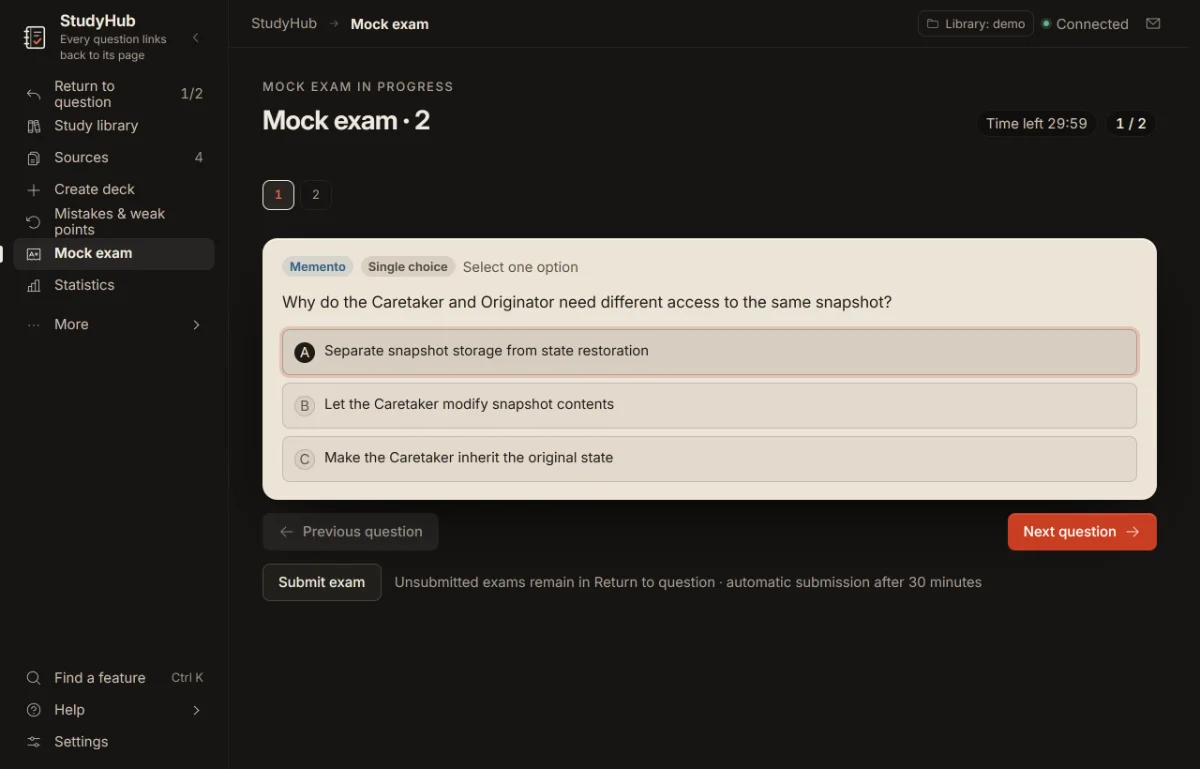 StudyHub
Every question links
back to its page
Return to
question
1/2
Study library
Sources
4
Create deck
Mistakes & weak
points
Mock exam
Statistics
More
Find a feature
Ctrl K
Help
Settings
StudyHub → Mock exam
Library: demo
Connected
MOCK EXAM IN PROGRESS
Mock exam · 2
Time left 29:59
1 / 2
1
2
Memento
Single choice
Select one option
Why do the Caretaker and Originator need different access to the same snapshot?
A Separate snapshot storage from state restoration
B Let the Caretaker modify snapshot contents
C Make the Caretaker inherit the original state
← Previous question
Next question →
Submit exam
Unsubmitted exams remain in Return to question · automatic submission after 30 minutes